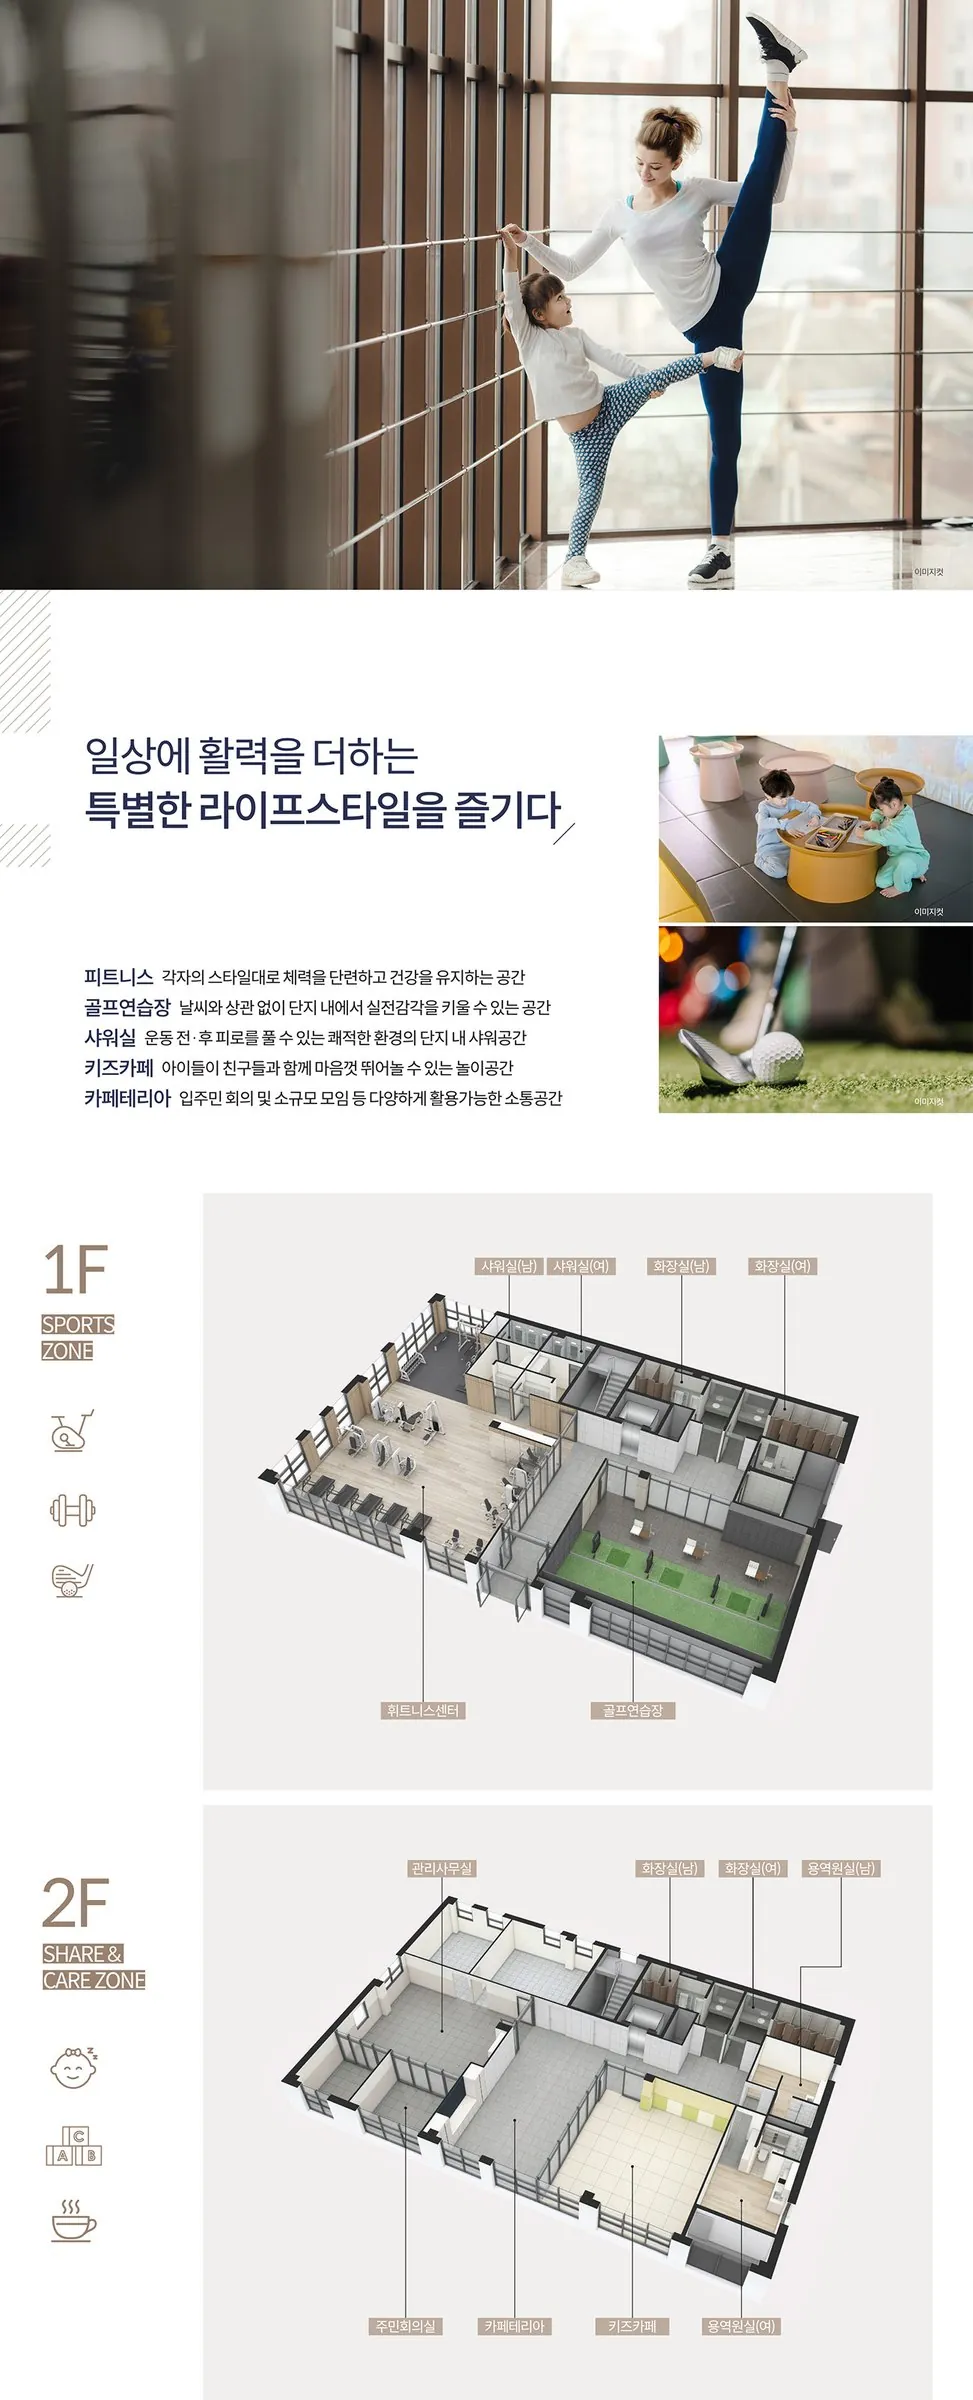 이미지컷
일상에 활력을 더하는
특별한 라이프스타일을 즐기다
이미지컷
이미지컷
피트니스 각자의 스타일대로 체력을 단련하고 건강을 유지하는 공간
골프연습장 날씨와 상관 없이 단지 내에서 실전감각을 키울 수 있는 공간
샤워실 운동 전·후 피로를 풀 수 있는 쾌적한 환경의 단지 내 샤워공간
키즈카페 아이들이 친구들과 함께 마음껏 뛰어놀 수 있는 놀이공간
카페테리아 입주민 회의 및 소규모 모임 등 다양하게 활용가능한 소통공간
1F
SPORTS
ZONE
샤워실(남) 샤워실(여) 화장실(남) 화장실(여)
휘트니스센터 골프연습장
2F
SHARE &
CARE ZONE
C
A B
관리사무실 화장실(남) 화장실(여) 용역원실(남)
주민회의실 카페테리아 키즈카페 용역원실(여)